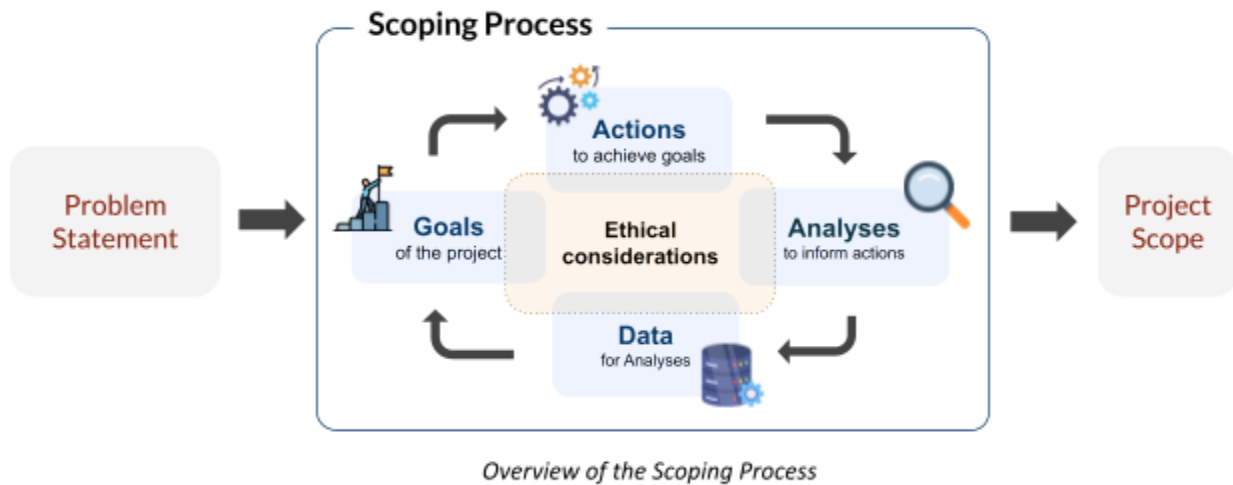 Scoping Process
Problem
Statement
Goals
of the project
Actions
to achieve goals
Ethical
considerations
Analyses
to inform actions
Data
for Analyses
Project
Scope
Overview of the Scoping Process